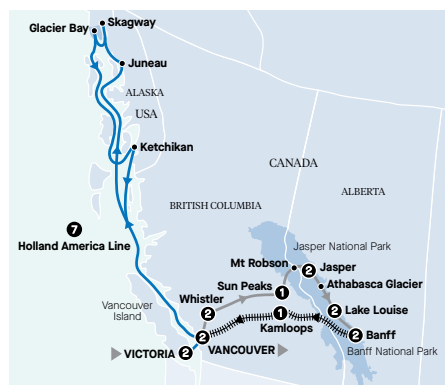 Skagway
Glacier Bay
Juneau
ALASKA
USA
Ketchikan
CANADA
ALBERTA
BRITISH COLUMBIA
7
Holland America Line
Jasper National Park
Mt Robson
2
Jasper
Sun Peaks
1
Athabasca Glacier
Whistler
2
Vancouver
Island
1
Kamloops
2
Lake Louise
2
Banff
Banff National Park
2
VANCOUVER
VICTORIA
2